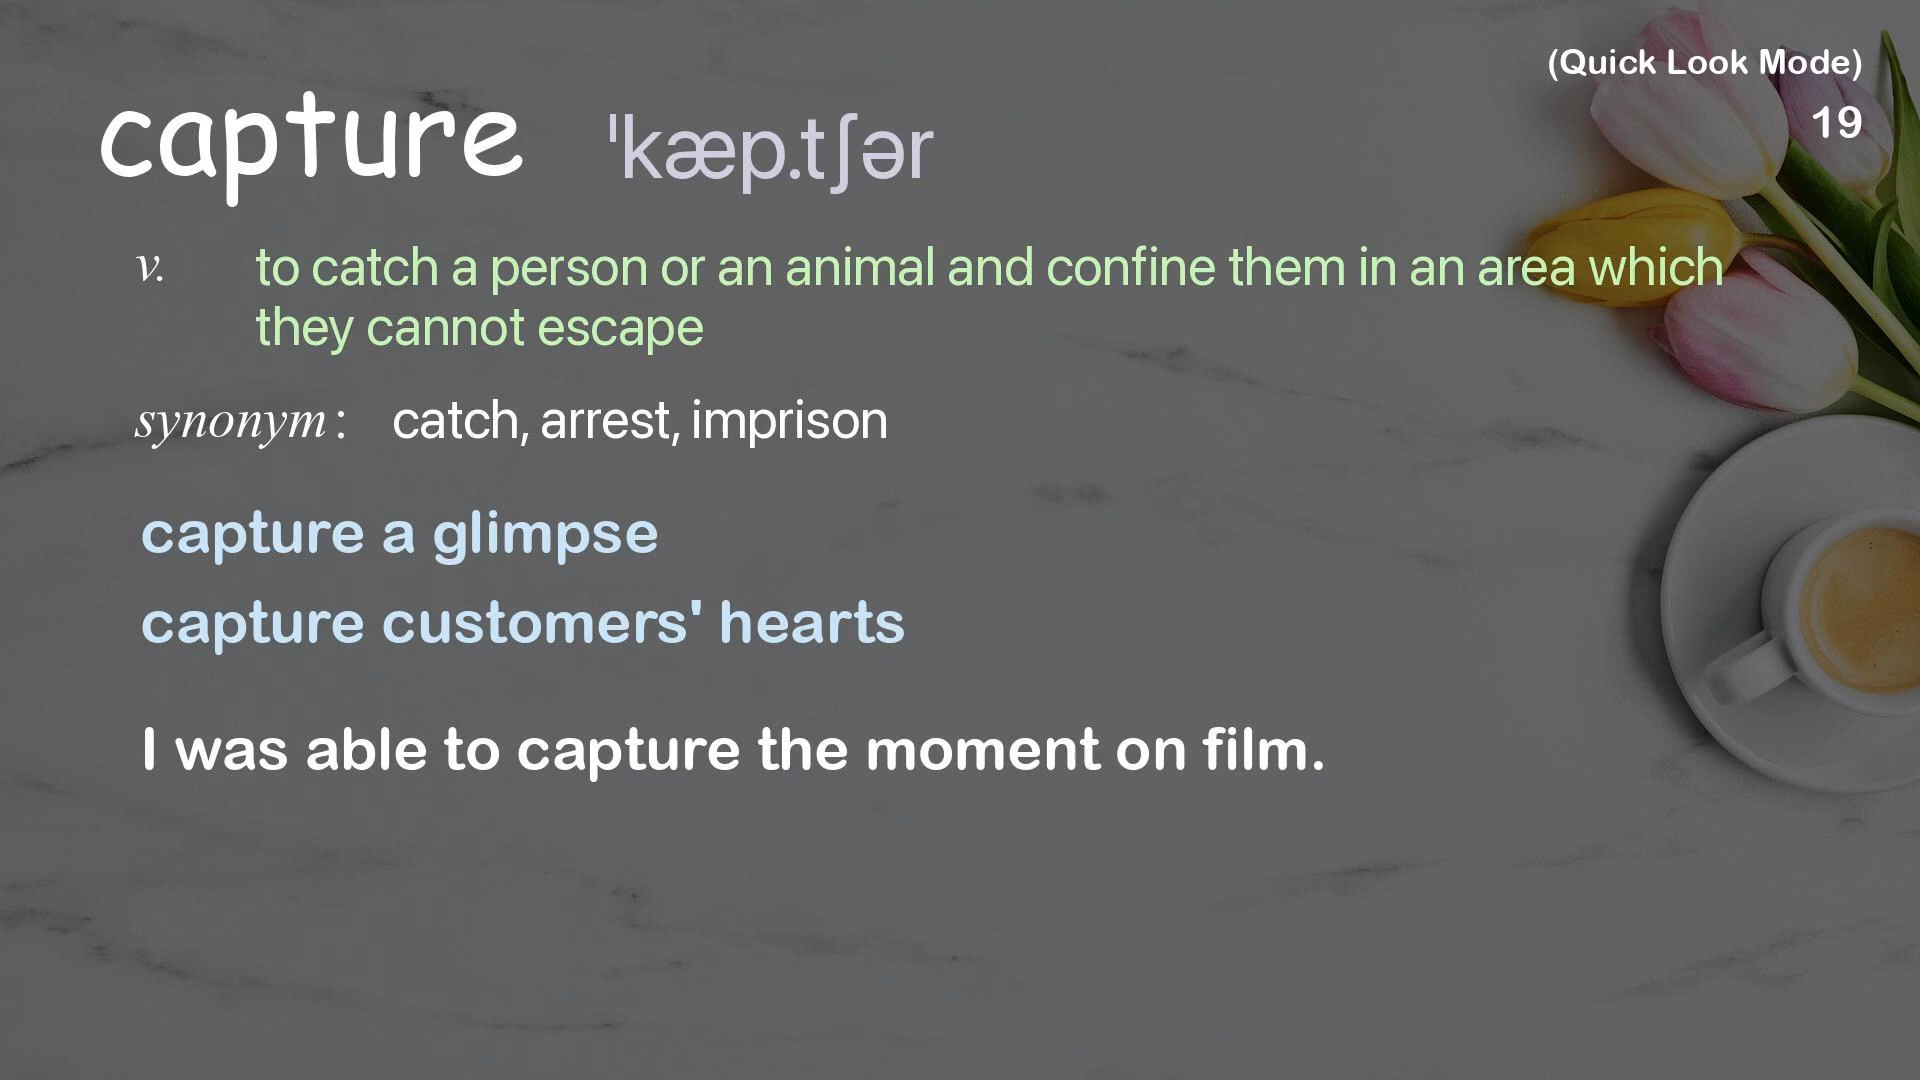 (Quick Look Mode)
19
capture ˈkæp.tʃər
v. to catch a person or an animal and confine them in an area which
they cannot escape
synonym: catch, arrest, imprison
capture a glimpse
capture customers' hearts
I was able to capture the moment on film.